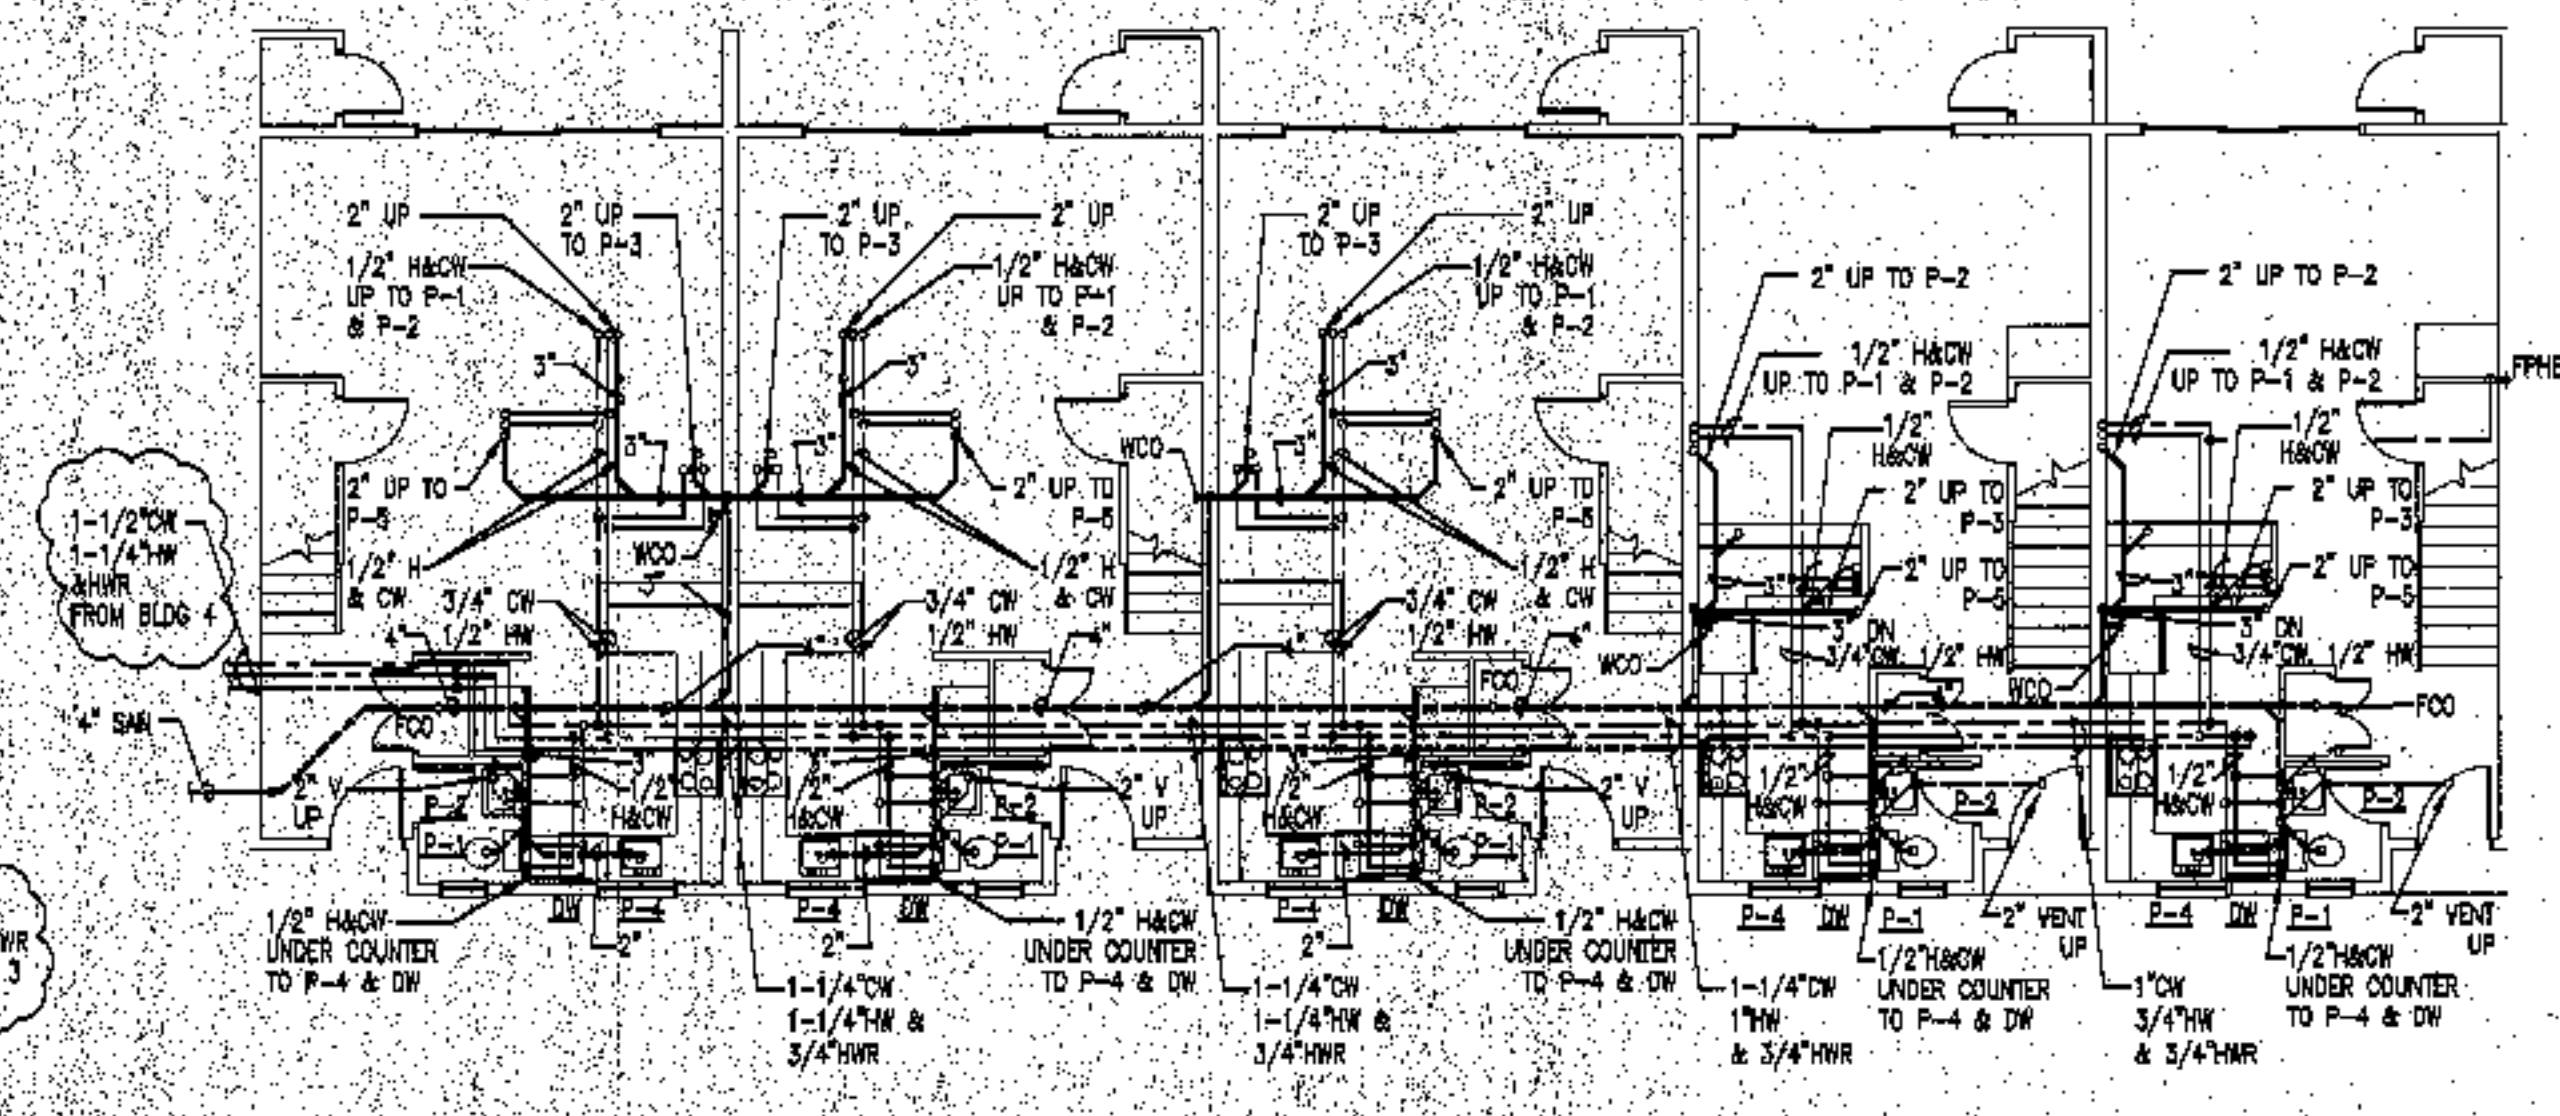 2" UP
2" UP
TO P-3
2" UP
TO P-3
2" UP
2" UP
TO P-3
2" UP
1/2" H&CW
UP TO P-1
& P-2
1/2" H&CW
UP TO P-1
& P-2
1/2" H&CW
UP TO P-1
& P-2
2" UP TO P-2
2" UP TO P-2
1/2" H&CW
UP TO P-1 & P-2
1/2" H&CW
UP TO P-1 & P-2
3"
3"
3"
3"
3"
3"
WCO
1/2"
H&CW
1/2"
H&CW
2" UP TO
P-5
2" UP TO
P-5
2" UP TO
P-5
2" UP TO
P-3
2" UP TO
P-3
1-1/2"CW
1-1/4"HW
&HWR
FROM BLDG 4
1/2" H
& CW
WCO
3"
1/2" H
& CW
1/2" H
& CW
3"
2" UP TO
P-5
3"
2" UP TO
P-5
3/4" CW
1/2" HW
3/4" CW
1/2" HW
3/4" CW
1/2" HW
4"
4"
4"
4"
4"
3" DN
3/4"CW, 1/2" HW
3" DN
3/4"CW, 1/2" HW
WCO
WCO
4" SAN
FCO
FCO
4"
FCO
2" V
UP
P-2
P-1
3"
1/2"
H&CW
3"
2"
H&CW
P-2
P-1
2" V
UP
3"
2"
H&CW
P-2
P-1
2" V
UP
1/2"
H&CW
P-2
1/2"
H&CW
P-2
DW
P-4
P-4
DW
P-4
DW
P-4
DW
P-1
P-4
DW
P-1
2"
2"
2"
1/2" H&CW
UNDER COUNTER
TO P-4 & DW
1/2" H&CW
UNDER COUNTER
TO P-4 & DW
1/2" H&CW
UNDER COUNTER
TO P-4 & DW
2" VENT
UP
2" VENT
UP
1/2"H&CW
UNDER COUNTER
TO P-4 & DW
1/2"H&CW
UNDER COUNTER
TO P-4 & DW
1-1/4"CW
1-1/4"HW &
3/4"HWR
1-1/4"CW
1-1/4"HW &
3/4"HWR
1-1/4"CW
1"HW
& 3/4"HWR
1"CW
3/4"HW
& 3/4"HWR
WR
3